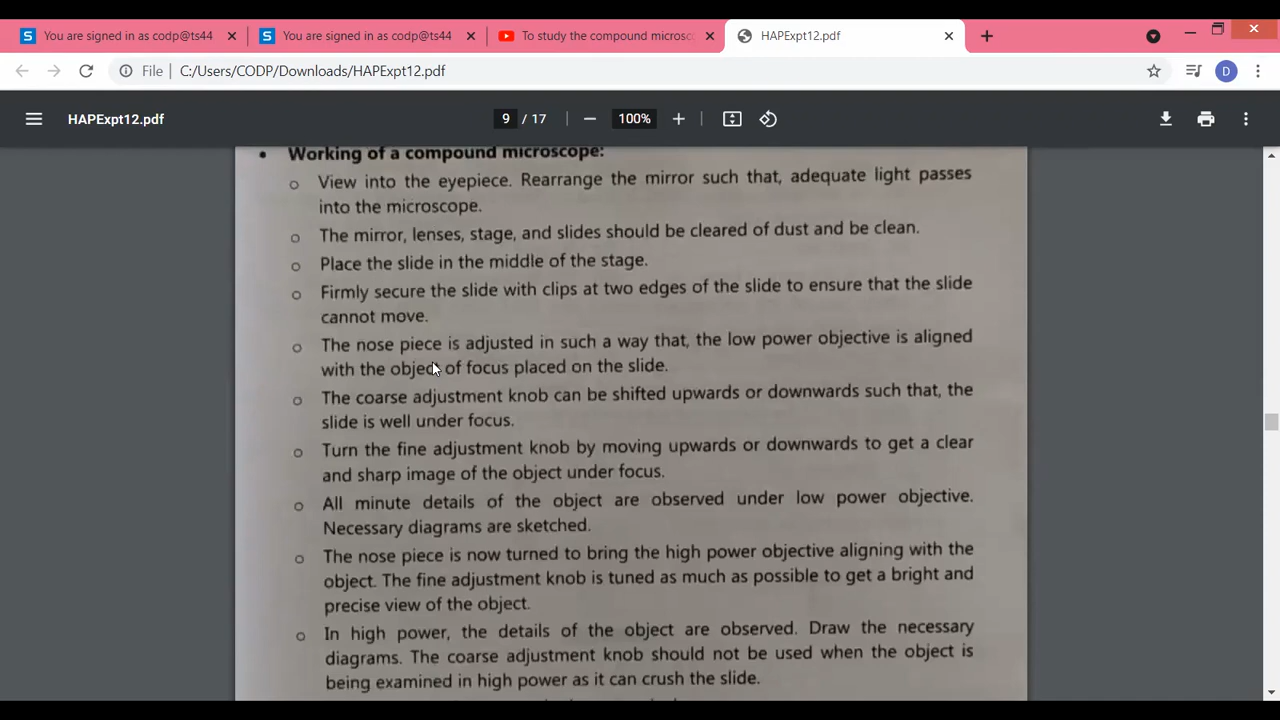 You are signed in as codp@ts44
You are signed in as codp@ts44
To study the compound microsc
HAPExpt12.pdf
File C:/Users/CODP/Downloads/HAPExpt12.pdf
D
HAPExpt12.pdf
9 / 17
100%
• Working of a compound microscope:
o View into the eyepiece. Rearrange the mirror such that, adequate light passes
into the microscope.
o The mirror, lenses, stage, and slides should be cleared of dust and be clean.
o Place the slide in the middle of the stage.
o Firmly secure the slide with clips at two edges of the slide to ensure that the slide
cannot move.
o The nose piece is adjusted in such a way that, the low power objective is aligned
with the object of focus placed on the slide.
o The coarse adjustment knob can be shifted upwards or downwards such that, the
slide is well under focus.
o Turn the fine adjustment knob by moving upwards or downwards to get a clear
and sharp image of the object under focus.
o All minute details of the object are observed under low power objective.
Necessary diagrams are sketched.
o The nose piece is now turned to bring the high power objective aligning with the
object. The fine adjustment knob is tuned as much as possible to get a bright and
precise view of the object.
o In high power, the details of the object are observed. Draw the necessary
diagrams. The coarse adjustment knob should not be used when the object is
being examined in high power as it can crush the slide.